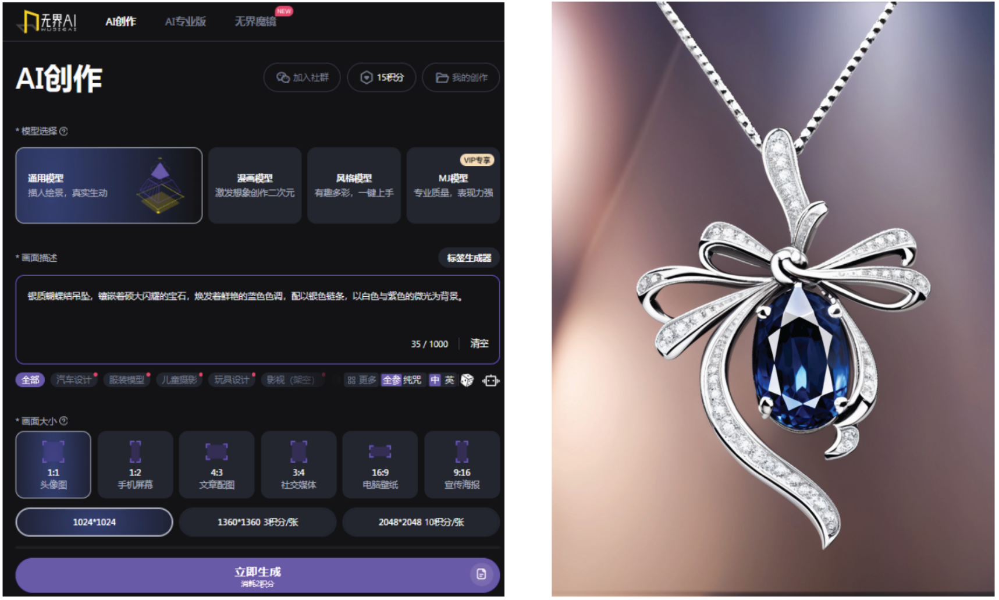 无界AI
WUJIEAI
AI创作
AI专业版
无界魔镜
NEW
AI创作
加入社群
15积分
我的创作
* 模型选择
通用模型
描人绘景，真实生动
漫画模型
激发想象创作二次元
风格模型
有趣多彩，一键上手
VIP专享
MJ模型
专业质量，表现力强
* 画面描述
标签生成器
银质蝴蝶结吊坠，镶嵌着硕大闪耀的宝石，焕发着鲜艳的蓝色色调，配以银色链条，以白色与紫色的微光为背景。
35 / 1000
清空
全部
汽车设计
服装模型
儿童摄影
玩具设计
影视（架空）
更多
全参
纯咒
中
英
* 画面大小
1:1
头像图
1:2
手机屏幕
4:3
文章配图
3:4
社交媒体
16:9
电脑壁纸
9:16
宣传海报
1024*1024
1360*1360 3积分/张
2048*2048 10积分/张
立即生成
消耗2积分